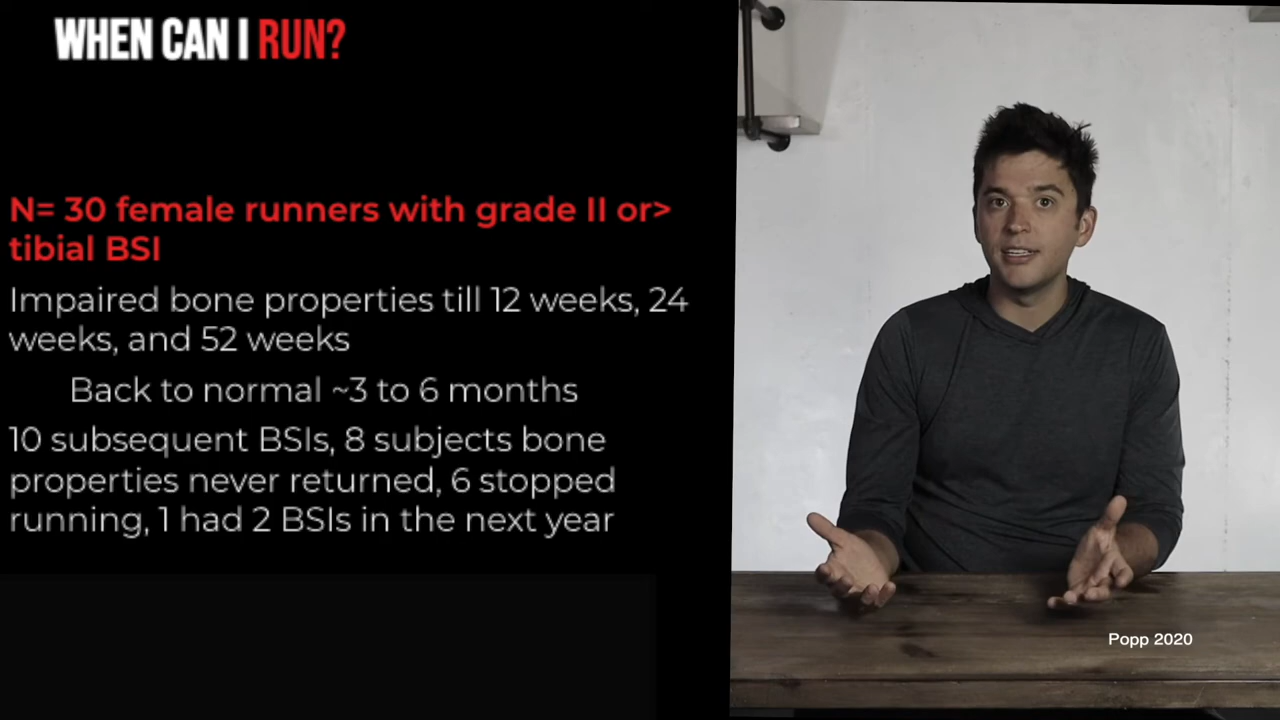 WHEN CAN I RUN?
N= 30 female runners with grade II or>
tibial BSI
Impaired bone properties till 12 weeks, 24
weeks, and 52 weeks
Back to normal ~3 to 6 months
10 subsequent BSIs, 8 subjects bone
properties never returned, 6 stopped
running, 1 had 2 BSIs in the next year
Popp 2020